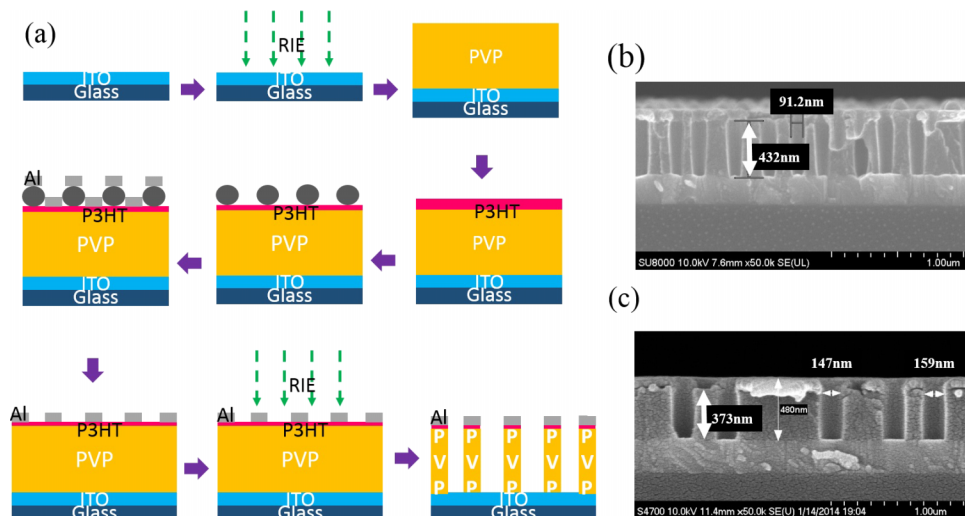 (a)
RIE
ITO
Glass
ITO
Glass
PVP
ITO
Glass
Al
P3HT
PVP
ITO
Glass
P3HT
PVP
ITO
Glass
P3HT
PVP
ITO
Glass
Al
P3HT
PVP
ITO
Glass
RIE
Al
P3HT
PVP
ITO
Glass
Al
P P P P P
V V V V V
P P P P P
ITO
Glass
(b)
91.2nm
432nm
SU8000 10.0kV 7.6mm x50.0k SE(UL)
1.00um
(c)
147nm
159nm
480nm
373nm
S4700 10.0kV 11.4mm x50.0k SE(U) 1/14/2014 19:04
1.00um